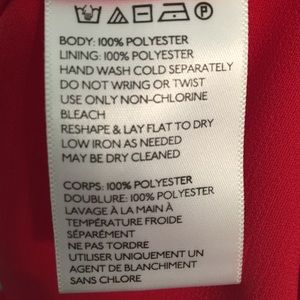 BODY: 100% POLYESTER
LINING: 100% POLYESTER
HAND WASH COLD SEPARATELY
DO NOT WRING OR TWIST
USE ONLY NON-CHLORINE
BLEACH
RESHAPE & LAY FLAT TO DRY
LOW IRON AS NEEDED
MAY BE DRY CLEANED
CORPS: 100% POLYESTER
DOUBLURE: 100% POLYESTER
LAVAGE À LA MAIN À
TEMPÉRATURE FROIDE
SÉPARÉMENT
NE PAS TORDRE
UTILISER UNIQUEMENT UN
AGENT DE BLANCHIMENT
SANS CHLORE